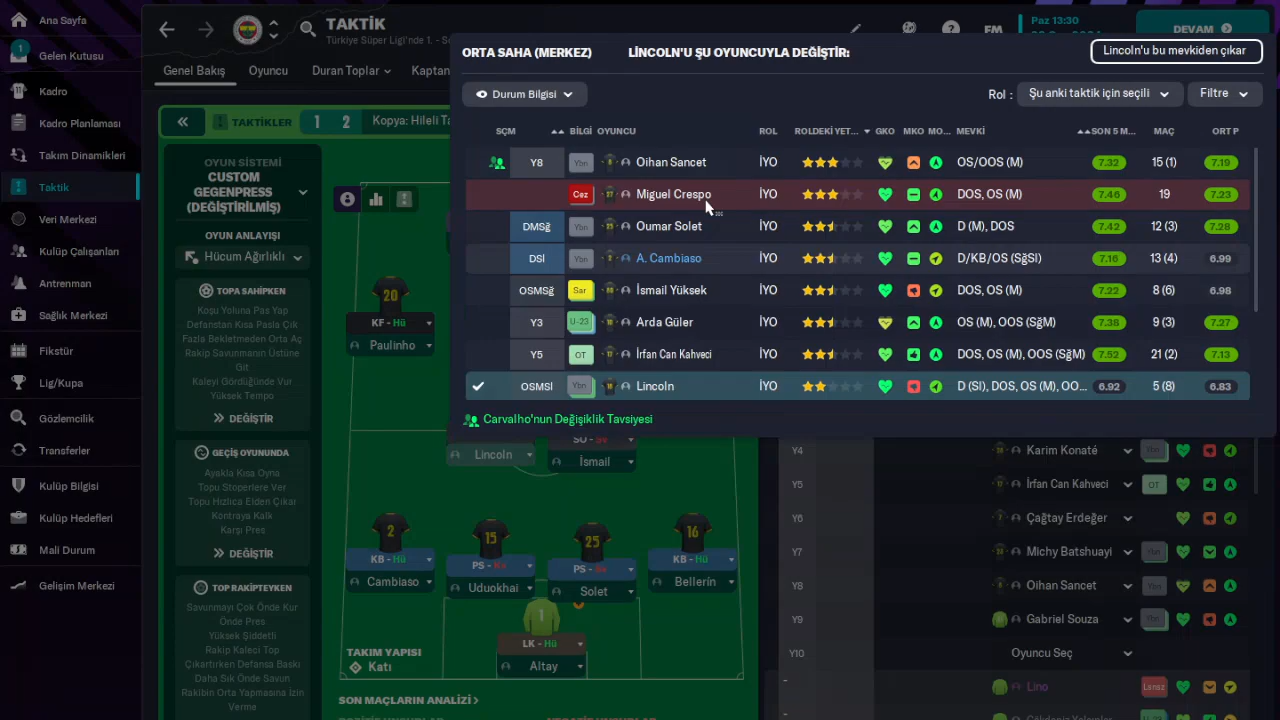 Ana Sayfa
1
Gelen Kutusu
Kadro
Kadro Planlaması
Takım Dinamikleri
Taktik
Veri Merkezi
Kulüp Çalışanları
Antrenman
Sağlık Merkezi
Fikstür
Lig/Kupa
Gözlemcilik
Transferler
Kulüp Bilgisi
Kulüp Hedefleri
Mali Durum
Gelişim Merkezi
TAKTİK
Türkiye Süper Ligi'nde 1. - S
FM
Paz 13:30
DEVAM
Genel Bakış
Oyuncu
Duran Toplar
Kaptan
TAKTİKLER
1 2
Kopya: Hileli Ta
OYUN SİSTEMİ
CUSTOM
GEGENPRESS
(DEĞİŞTİRİLMİŞ)
OYUN ANLAYIŞI
Hücum Ağırlıklı
TOPA SAHİPKEN
Koşu Yoluna Pas Yap
Defanstan Kısa Pasla Çık
Fazla Bekletmeden Orta Aç
Rakip Savunmanın Üstüne
Git
Kaleyi Gördüğünde Vur
Yüksek Tempo
DEĞİŞTİR
GEÇİŞ OYUNUNDA
Ayakla Kısa Oyna
Topu Stoperlere Ver
Topu Hızlıca Elden Çıkar
Kontraya Kalk
Karşı Pres
DEĞİŞTİR
TOP RAKİPTEYKEN
Savunmayı Çok Önde Kur
Önde Pres
Yüksek Şiddetli
Rakip Kaleci Top
Çıkartırken Defansa Baskı
Daha Sık Önde Savun
Rakibin Orta Yapmasına İzin
Verme
ORTA SAHA (MERKEZ)
LİNCOLN'U ŞU OYUNCUYLA DEĞİŞTİR:
Lincoln'u bu mevkiden çıkar
Durum Bilgisi
Rol :
Şu anki taktik için seçili
Filtre
SÇM BİLGİ OYUNCU ROL ROLDEKİ YET... GKO MKO MO... MEVKİ SON 5 M... MAÇ ORT P
Y8 Ybn Oihan Sancet İYO OS/OOS (M) 7.32 15 (1) 7.19
Cez Miguel Crespo İYO DOS, OS (M) 7.46 19 7.23
DMSğ Ybn Oumar Solet İYO D (M), DOS 7.42 12 (3) 7.28
DSl Ybn A. Cambiaso İYO D/KB/OS (SğSl) 7.16 13 (4) 6.99
OSMSğ Sar İsmail Yüksek İYO DOS, OS (M) 7.22 8 (6) 6.98
Y3 U-23 Arda Güler İYO OS (M), OOS (SğM) 7.38 9 (3) 7.27
Y5 OT İrfan Can Kahveci İYO DOS, OS (M), OOS (SğM) 7.52 21 (2) 7.13
OSMSl Ybn Lincoln İYO D (Sl), DOS, OS (M), OO... 6.92 5 (8) 6.83
Carvalho'nun Değişiklik Tavsiyesi
20
KF - Hü
Paulinho
Lincoln
İsmail
2
KB - Hü
Cambiaso
15
Uduokhai
25
Solet
16
KB - Hü
Bellerin
1
LK - Hü
Altay
TAKIM YAPISI
Katı
SON MAÇLARIN ANALİZİ
Y4 Karim Konaté Ybn
Y5 İrfan Can Kahveci OT
Y6 Çağtay Erdeğer
Y7 Michy Batshuayi Ybn
Y8 Oihan Sancet Ybn
Y9 Gabriel Souza Ybn
Y10 Oyuncu Seç
- Lino
-